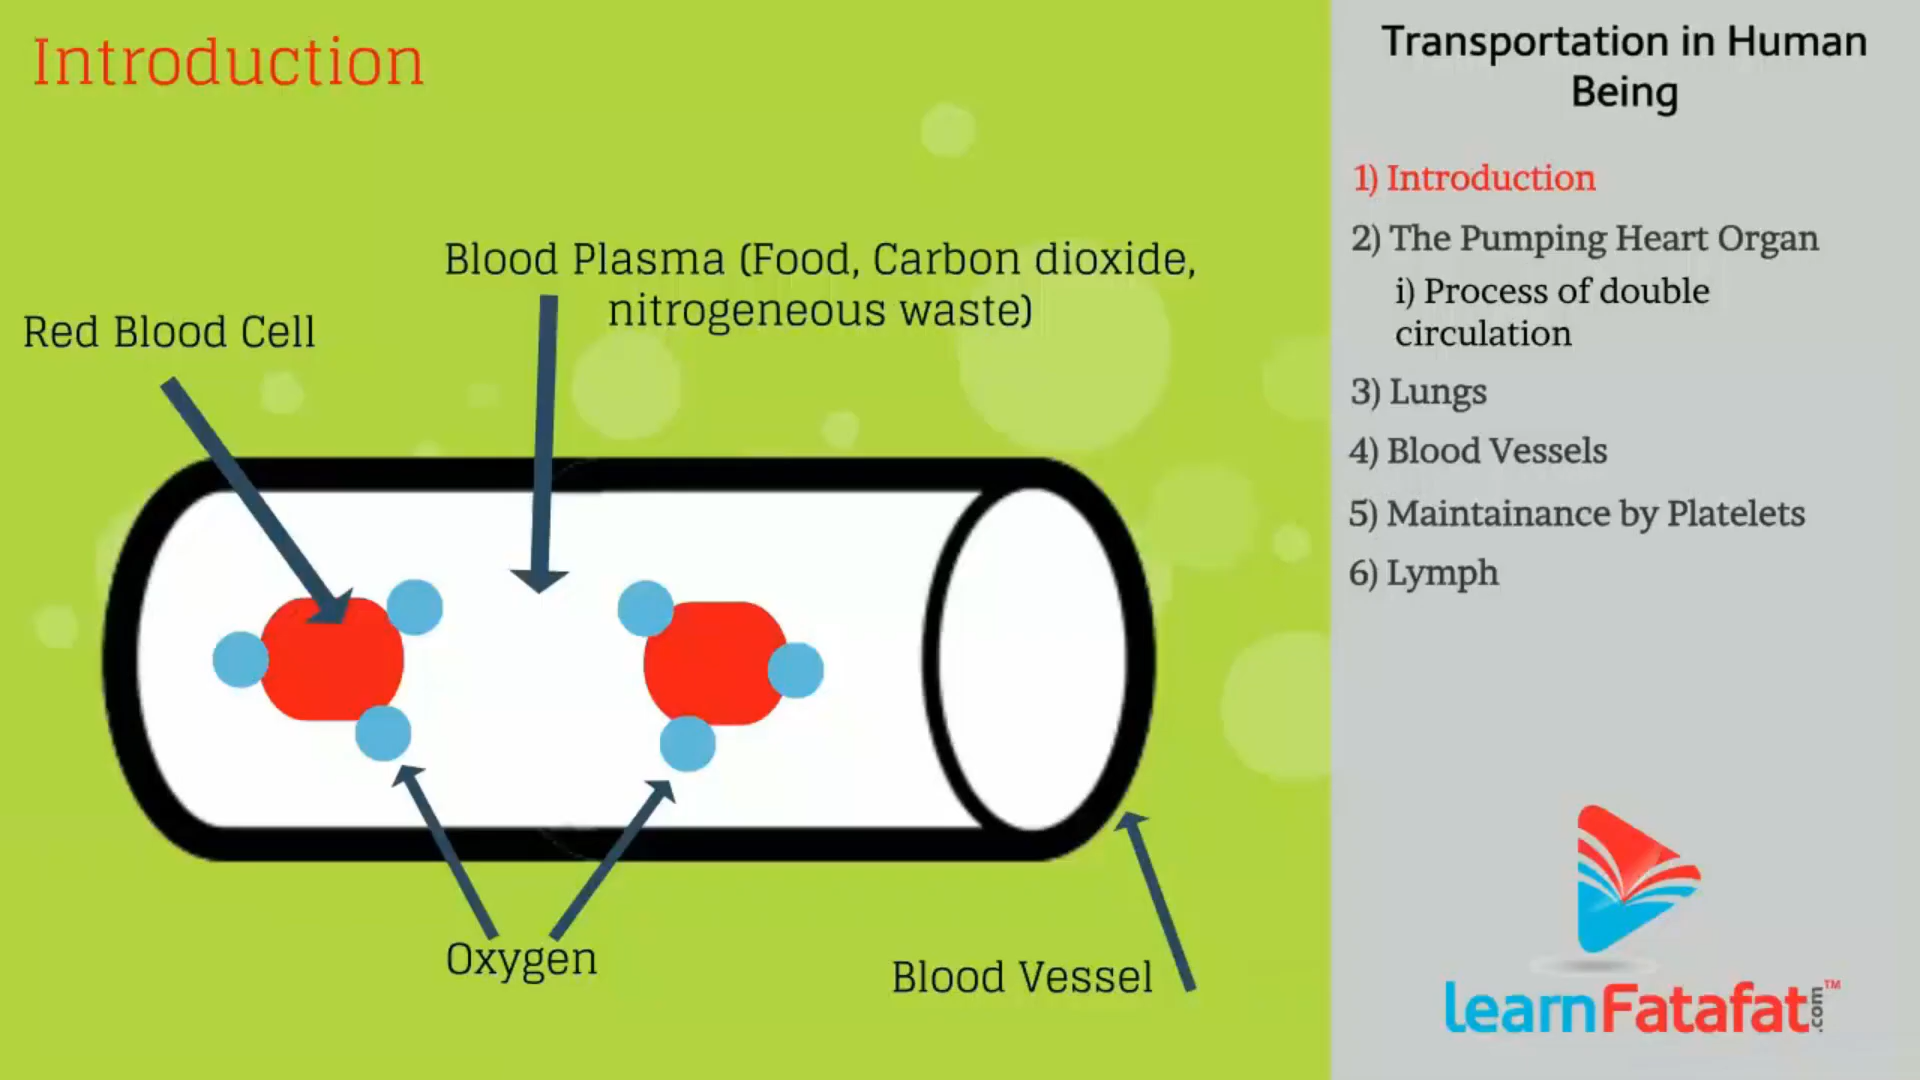 Introduction
Blood Plasma (Food, Carbon dioxide,
nitrogeneous waste)
Red Blood Cell
Oxygen
Blood Vessel
Transportation in Human
Being
1) Introduction
2) The Pumping Heart Organ
i) Process of double
circulation
3) Lungs
4) Blood Vessels
5) Maintainance by Platelets
6) Lymph
learnFatafat.com™